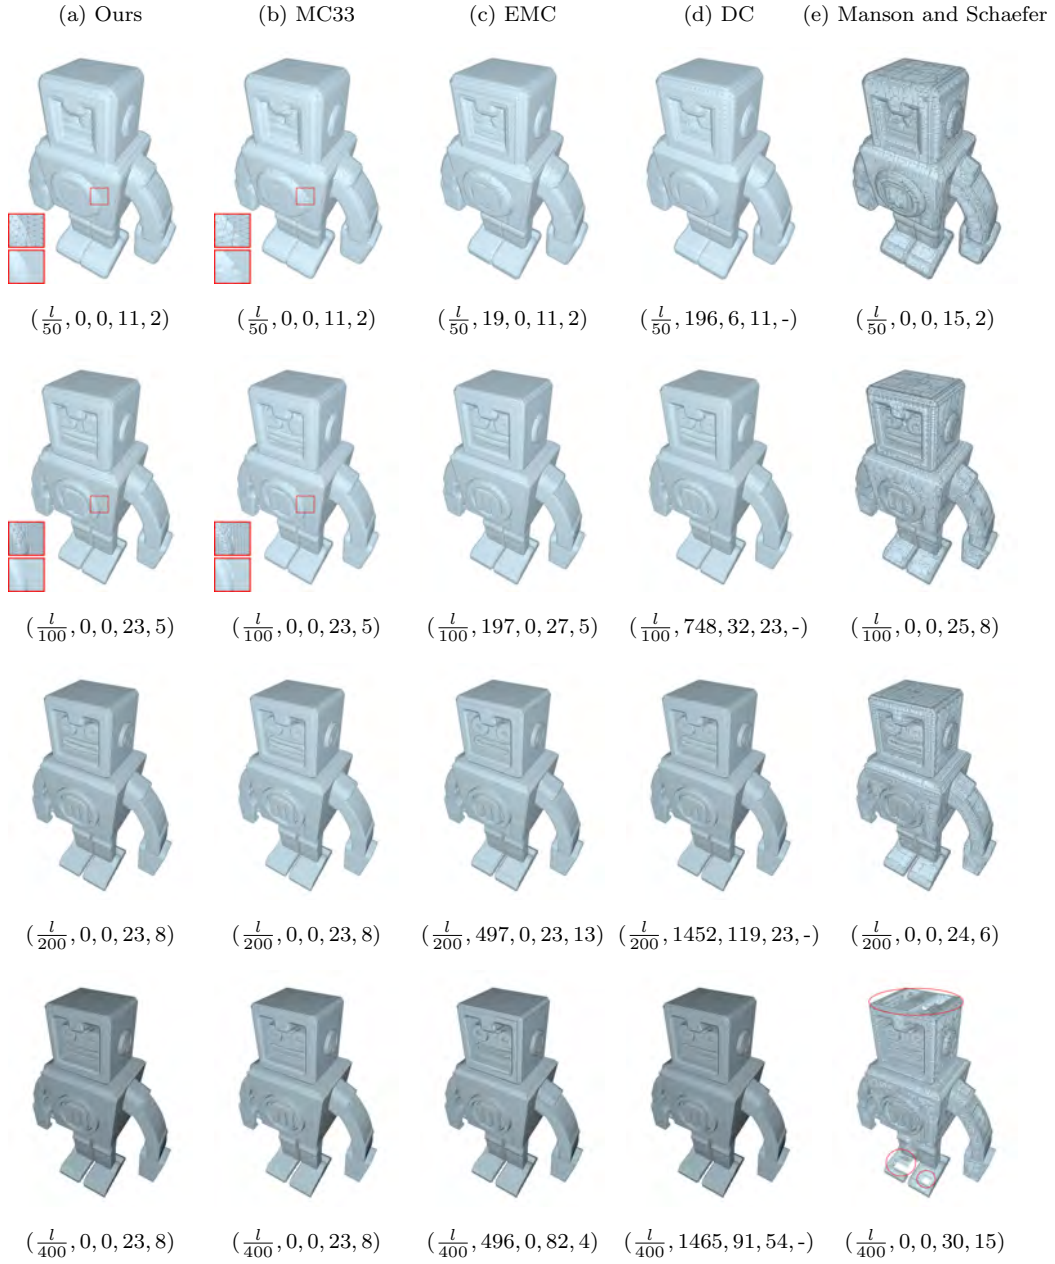 (a) Ours (b) MC33 (c) EMC (d) DC (e) Manson and Schaefer
(l/50, 0, 0, 11, 2) (l/50, 0, 0, 11, 2) (l/50, 19, 0, 11, 2) (l/50, 196, 6, 11, -) (l/50, 0, 0, 15, 2)
(l/100, 0, 0, 23, 5) (l/100, 0, 0, 23, 5) (l/100, 197, 0, 27, 5) (l/100, 748, 32, 23, -) (l/100, 0, 0, 25, 8)
(l/200, 0, 0, 23, 8) (l/200, 0, 0, 23, 8) (l/200, 497, 0, 23, 13) (l/200, 1452, 119, 23, -) (l/200, 0, 0, 24, 6)
(l/400, 0, 0, 23, 8) (l/400, 0, 0, 23, 8) (l/400, 496, 0, 82, 4) (l/400, 1465, 91, 54, -) (l/400, 0, 0, 30, 15)